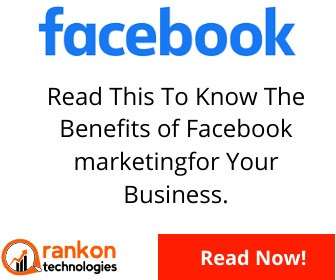 facebook
Read This To Know The
Benefits of Facebook
marketingfor Your
Business.
rankon
technologies
Read Now!